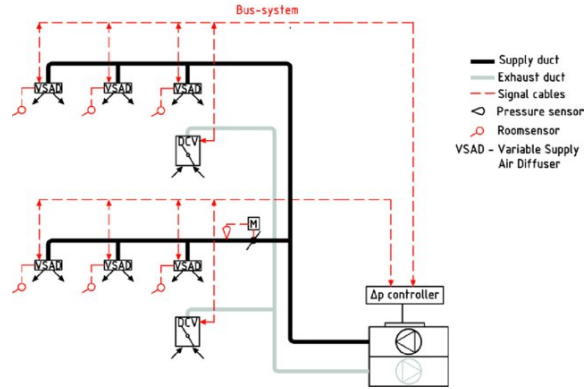 Bus-system
VSAD VSAD VSAD
DCV
M
VSAD VSAD VSAD
DCV
Δp controller
Supply duct
Exhaust duct
Signal cables
Pressure sensor
Roomsensor
VSAD - Variable Supply
Air Diffuser